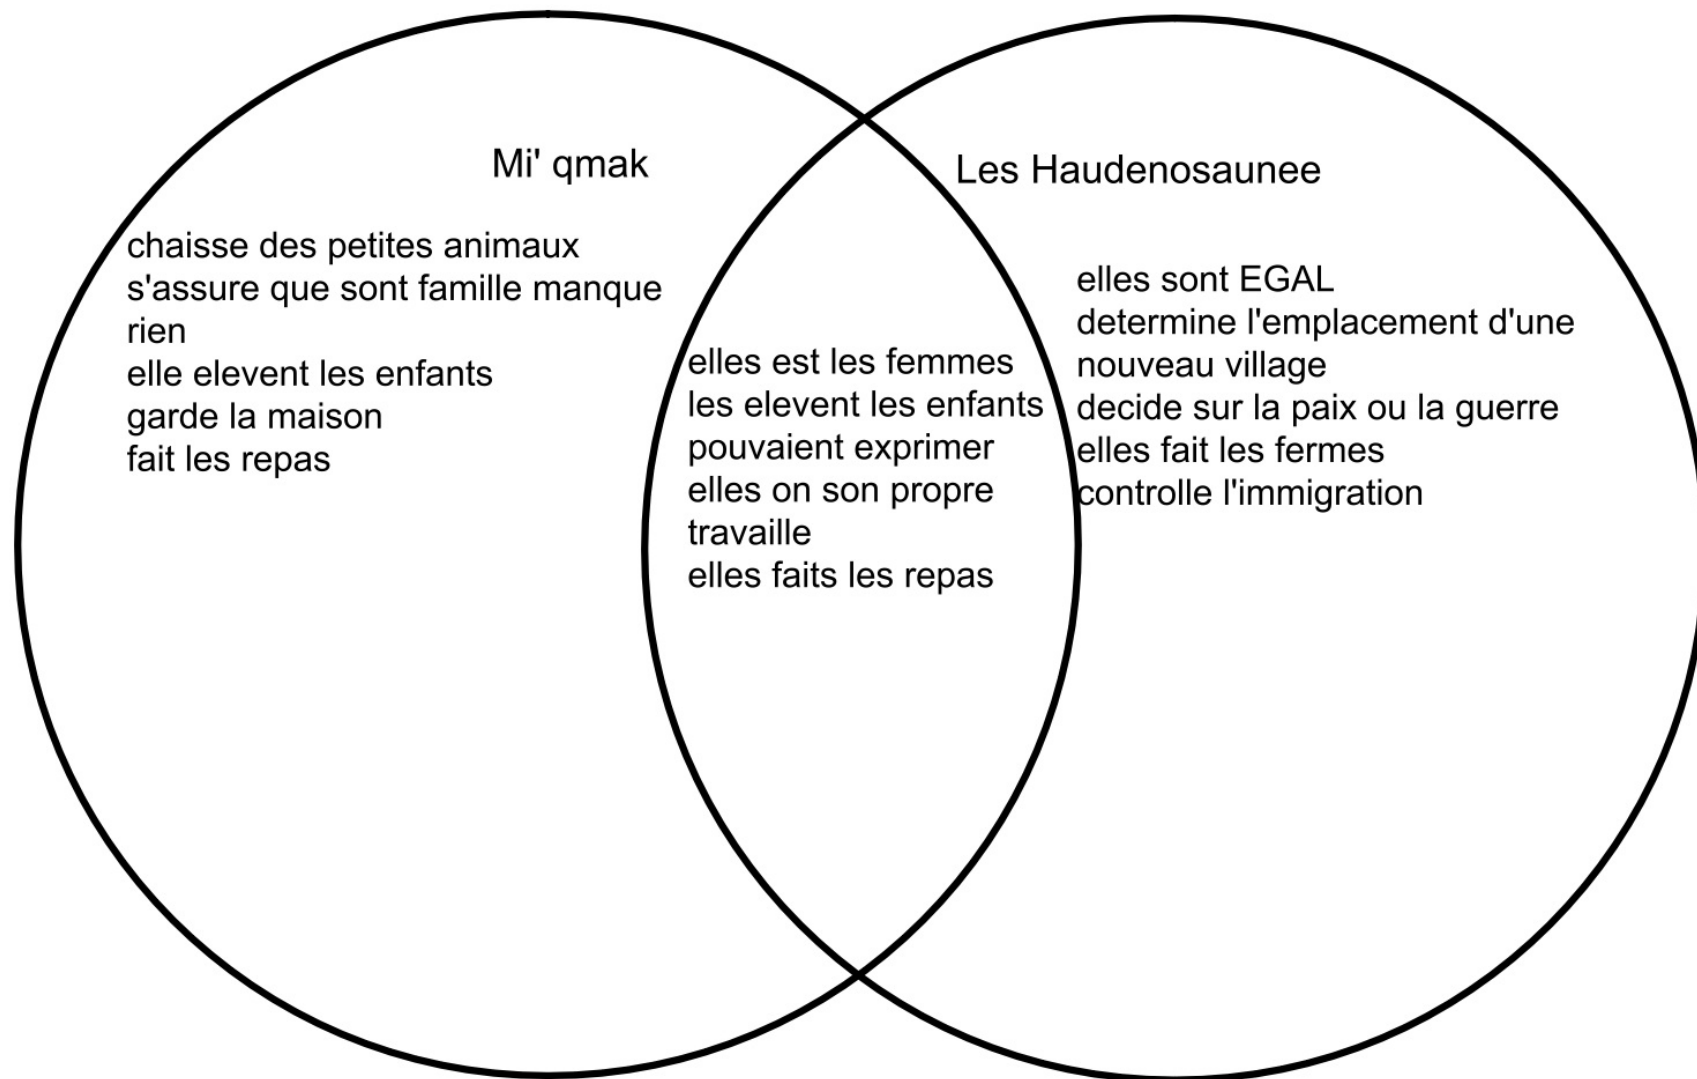 Mi' qmak
chaisse des petites animaux
s'assure que sont famille manque
rien
elle elevent les enfants
garde la maison
fait les repas
elles est les femmes
les elevent les enfants
pouvaient exprimer
elles on son propre
travaille
elles faits les repas
Les Haudenosaunee
elles sont EGAL
determine l'emplacement d'une
nouveau village
decide sur la paix ou la guerre
elles fait les fermes
controlle l'immigration